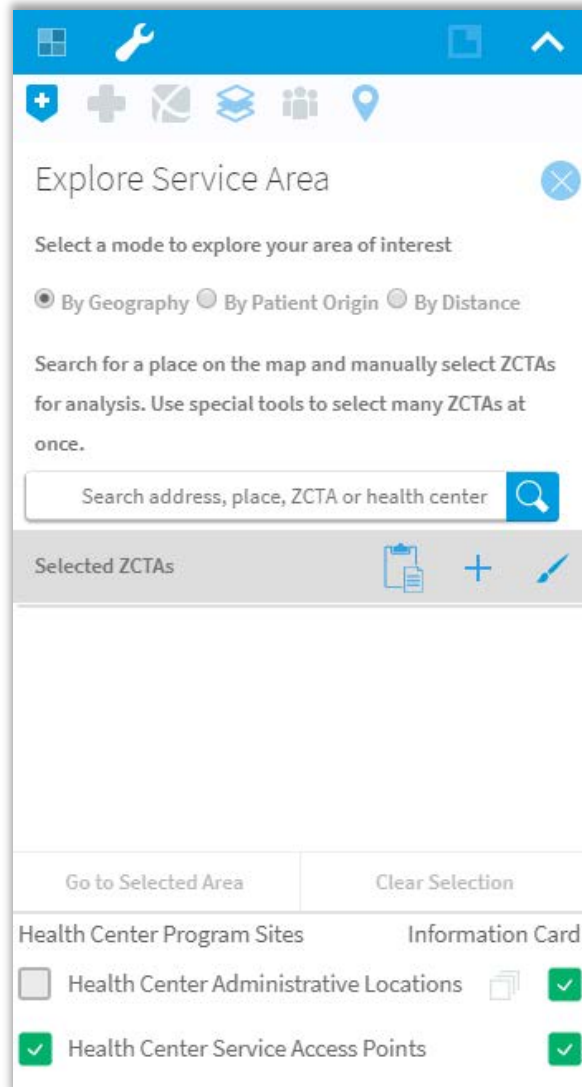 Explore Service Area
Select a mode to explore your area of interest
By Geography By Patient Origin By Distance
Search for a place on the map and manually select ZCTAs
for analysis. Use special tools to select many ZCTAs at
once.
Search address, place, ZCTA or health center
Selected ZCTAs
Go to Selected Area Clear Selection
Health Center Program Sites Information Card
Health Center Administrative Locations
Health Center Service Access Points